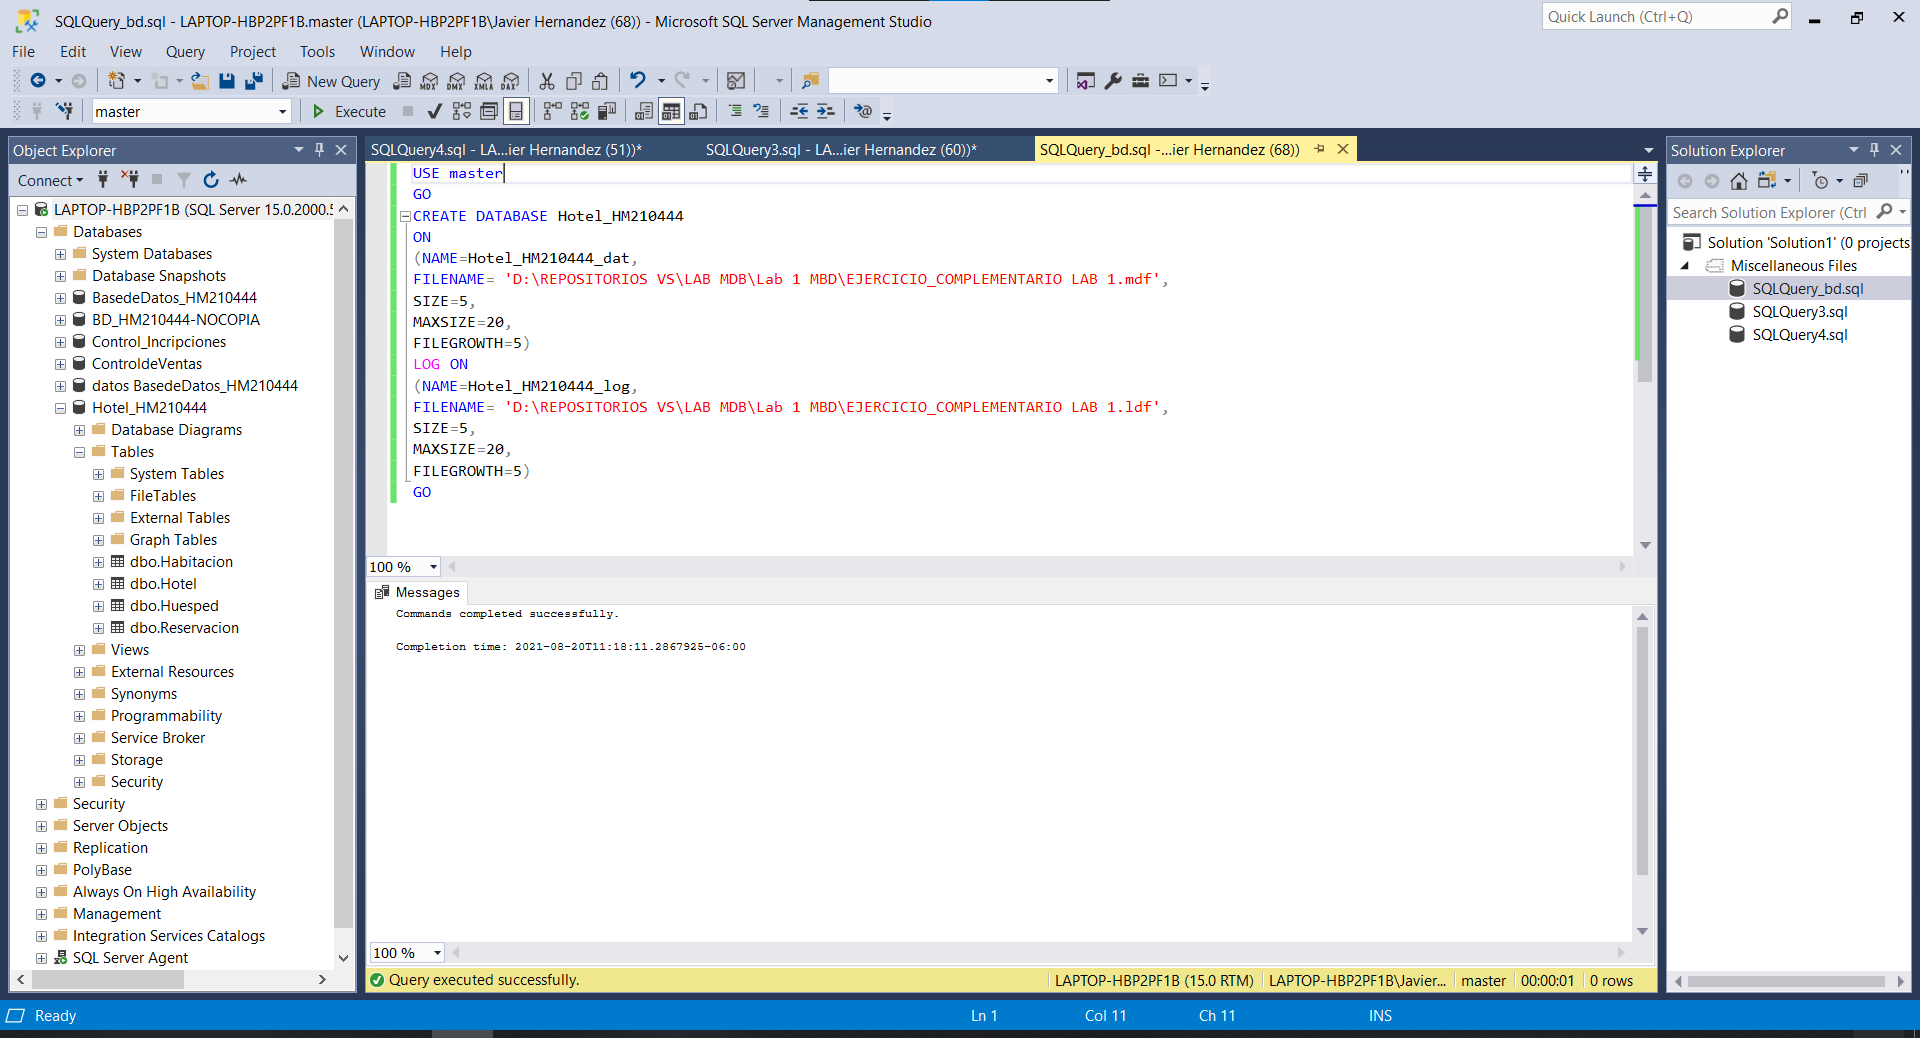 SQLQuery_bd.sql - LAPTOP-HBP2PF1B.master (LAPTOP-HBP2PF1B\Javier Hernandez (68)) - Microsoft SQL Server Management Studio
Quick Launch (Ctrl+Q)
File Edit View Query Project Tools Window Help
New Query MDX DMX XMLA DAX
master Execute
Object Explorer
Connect
LAPTOP-HBP2PF1B (SQL Server 15.0.2000.5
Databases
System Databases
Database Snapshots
BasedeDatos_HM210444
BD_HM210444-NOCOPIA
Control_Incripciones
ControldeVentas
datos BasedeDatos_HM210444
Hotel_HM210444
Database Diagrams
Tables
System Tables
FileTables
External Tables
Graph Tables
dbo.Habitacion
dbo.Hotel
dbo.Huesped
dbo.Reservacion
Views
External Resources
Synonyms
Programmability
Service Broker
Storage
Security
Security
Server Objects
Replication
PolyBase
Always On High Availability
Management
Integration Services Catalogs
SQL Server Agent
SQLQuery4.sql - LA...ier Hernandez (51))* SQLQuery3.sql - LA...ier Hernandez (60))* SQLQuery_bd.sql -...ier Hernandez (68))
USE master
GO
CREATE DATABASE Hotel_HM210444
ON
(NAME=Hotel_HM210444_dat,
FILENAME= 'D:\REPOSITORIOS VS\LAB MDB\Lab 1 MBD\EJERCICIO_COMPLEMENTARIO LAB 1.mdf',
SIZE=5,
MAXSIZE=20,
FILEGROWTH=5)
LOG ON
(NAME=Hotel_HM210444_log,
FILENAME= 'D:\REPOSITORIOS VS\LAB MDB\Lab 1 MBD\EJERCICIO_COMPLEMENTARIO LAB 1.ldf',
SIZE=5,
MAXSIZE=20,
FILEGROWTH=5)
GO
100 %
Messages
Commands completed successfully.
Completion time: 2021-08-20T11:18:11.2867925-06:00
100 %
Query executed successfully. LAPTOP-HBP2PF1B (15.0 RTM) LAPTOP-HBP2PF1B\Javier... master 00:00:01 0 rows
Solution Explorer
Search Solution Explorer (Ctrl
Solution 'Solution1' (0 projects
Miscellaneous Files
SQLQuery_bd.sql
SQLQuery3.sql
SQLQuery4.sql
Ready Ln 1 Col 11 Ch 11 INS